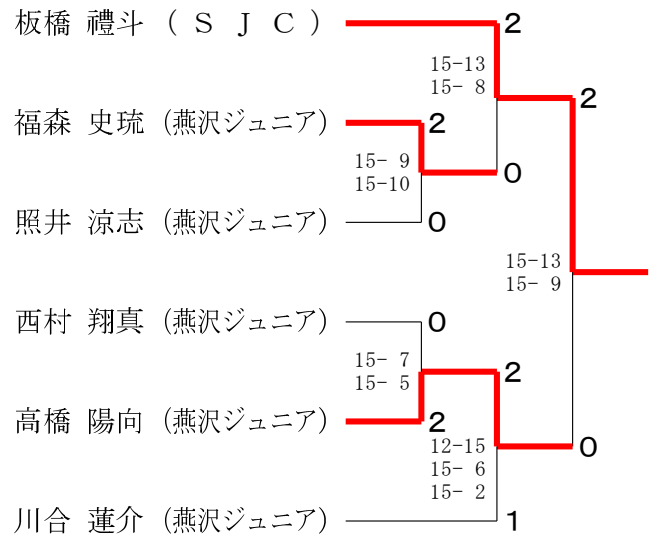 板橋 禮斗 ( S J C ) 2
15-13
15- 8
2
福森 史琉 (燕沢ジュニア) 2
15- 9
15-10
0
照井 涼志 (燕沢ジュニア) 0
15-13
15- 9
西村 翔真 (燕沢ジュニア) 0
15- 7
15- 5
2
高橋 陽向 (燕沢ジュニア) 2
12-15
15- 6
15- 2
0
川合 蓮介 (燕沢ジュニア) 1